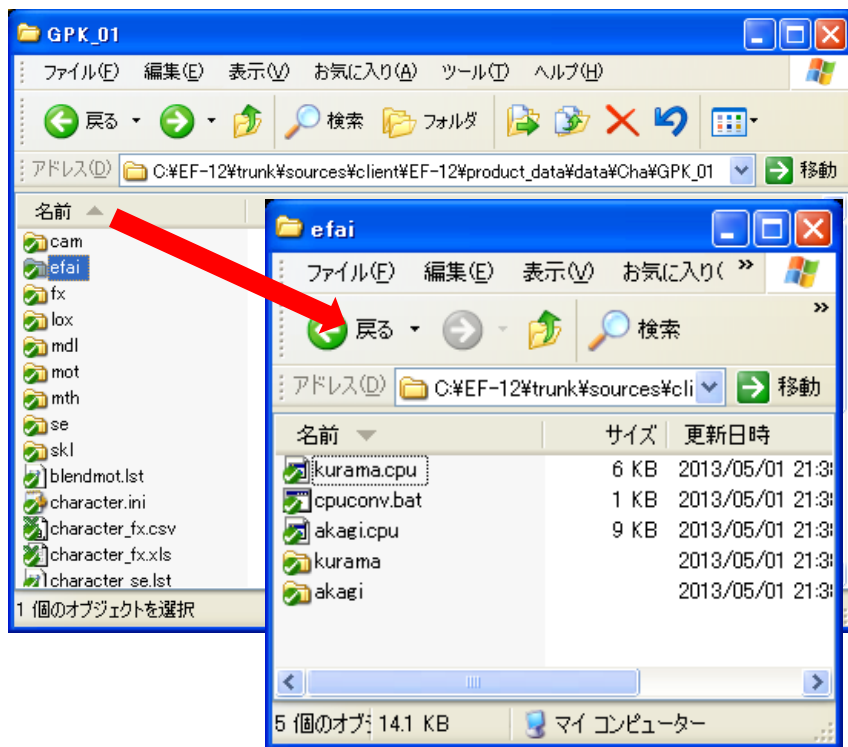 GPK_01
ファイル(F) 編集(E) 表示(V) お気に入り(A) ツール(T) ヘルプ(H)
戻る 検索 フォルダ
アドレス(D) C:¥EF-12¥trunk¥sources¥client¥EF-12¥product_data¥data¥Cha¥GPK_01 移動
名前
cam
efai
fx
lox
mdl
mot
mth
se
skl
blendmot.lst
character.ini
character_fx.csv
character_fx.xls
character se.lst
1 個のオブジェクトを選択
efai
ファイル(F) 編集(E) 表示(V) お気に入り( »
戻る 検索 »
アドレス(D) C:¥EF-12¥trunk¥sources¥cli 移動
名前 サイズ 更新日時
kurama.cpu 6 KB 2013/05/01 21:3
cpuconv.bat 1 KB 2013/05/01 21:3
akagi.cpu 9 KB 2013/05/01 21:3
kurama 2013/05/01 21:3
akagi 2013/05/01 21:3
5 個のオブジ 14.1 KB マイ コンピューター